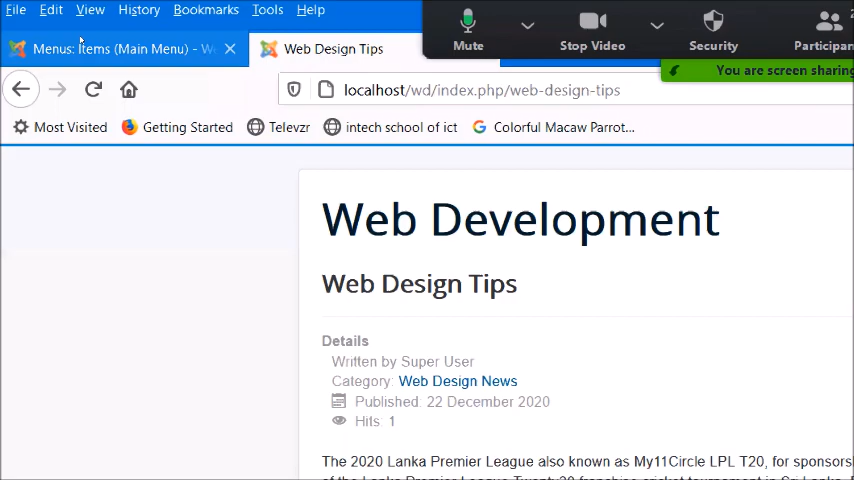 File Edit View History Bookmarks Tools Help
Mute Stop Video Security
You are screen sharing
Menus: Items (Main Menu) - 
Web Design Tips
localhost/wd/index.php/web-design-tips
Most Visited Getting Started Televzr intech school of ict Colorful Macaw Parrot...
Web Development
Web Design Tips
Details
Written by Super User
Category: Web Design News
Published: 22 December 2020
Hits: 1
The 2020 Lanka Premier League also known as My11Circle LPL T20, for sponsors